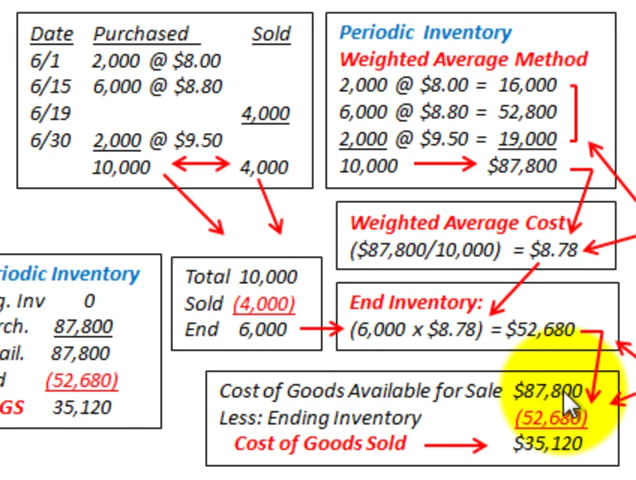 Date Purchased Sold
6/1 2,000 @ $8.00
6/15 6,000 @ $8.80
6/19 4,000
6/30 2,000 @ $9.50
10,000 4,000
Periodic Inventory
Weighted Average Method
2,000 @ $8.00 = 16,000
6,000 @ $8.80 = 52,800
2,000 @ $9.50 = 19,000
10,000 $87,800
Weighted Average Cost
($87,800/10,000) = $8.78
riodic Inventory
g. Inv 0
rch. 87,800
ail. 87,800
d (52,680)
GS 35,120
Total 10,000
Sold (4,000)
End 6,000
End Inventory:
(6,000 x $8.78) = $52,680
Cost of Goods Available for Sale $87,800
Less: Ending Inventory (52,680)
Cost of Goods Sold $35,120